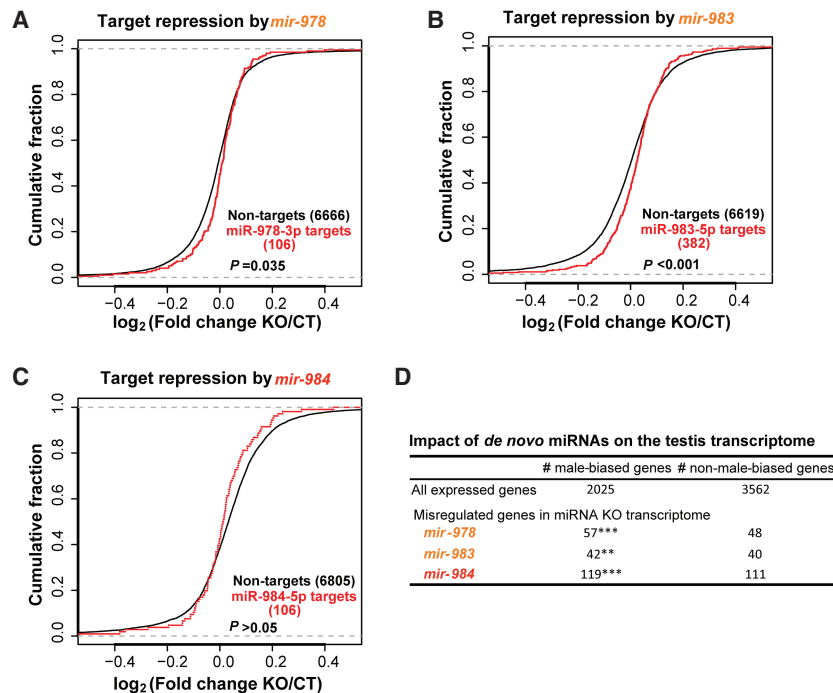 A
Target repression by mir-978
1.0
0.8
0.6
0.4
0.2
0.0
Cumulative fraction
Non-targets (6666)
miR-978-3p targets
(106)
P =0.035
−0.4 −0.2 0.0 0.2 0.4
log2 (Fold change KO/CT)
B
Target repression by mir-983
1.0
0.8
0.6
0.4
0.2
0.0
Cumulative fraction
Non-targets (6619)
miR-983-5p targets
(382)
P <0.001
−0.4 −0.2 0.0 0.2 0.4
log2 (Fold change KO/CT)
C
Target repression by mir-984
1.0
0.8
0.6
0.4
0.2
0.0
Cumulative fraction
Non-targets (6805)
miR-984-5p targets
(106)
P >0.05
−0.4 −0.2 0.0 0.2 0.4
log2 (Fold change KO/CT)
D
Impact of de novo miRNAs on the testis transcriptome
# male-biased genes # non-male-biased genes
All expressed genes 2025 3562
Misregulated genes in miRNA KO transcriptome
mir-978 57*** 48
mir-983 42** 40
mir-984 119*** 111